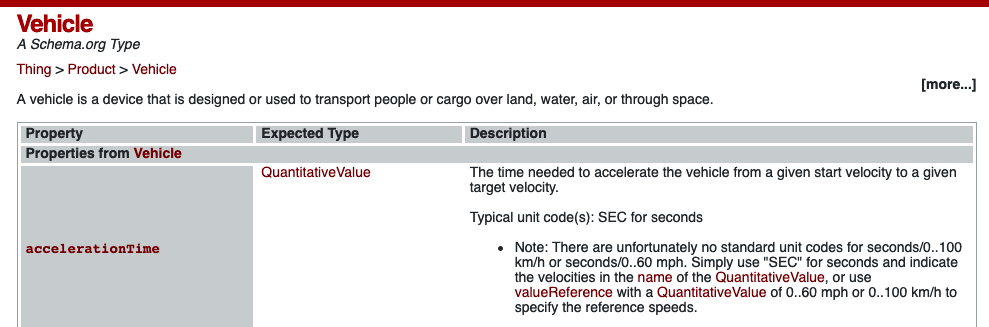 Vehicle
A Schema.org Type
Thing > Product > Vehicle
[more...]
A vehicle is a device that is designed or used to transport people or cargo over land, water, air, or through space.
Property Expected Type Description
Properties from Vehicle
accelerationTime
QuantitativeValue
The time needed to accelerate the vehicle from a given start velocity to a given
target velocity.
Typical unit code(s): SEC for seconds
• Note: There are unfortunately no standard unit codes for seconds/0..100
km/h or seconds/0..60 mph. Simply use "SEC" for seconds and indicate
the velocities in the name of the QuantitativeValue, or use
valueReference with a QuantitativeValue of 0..60 mph or 0..100 km/h to
specify the reference speeds.